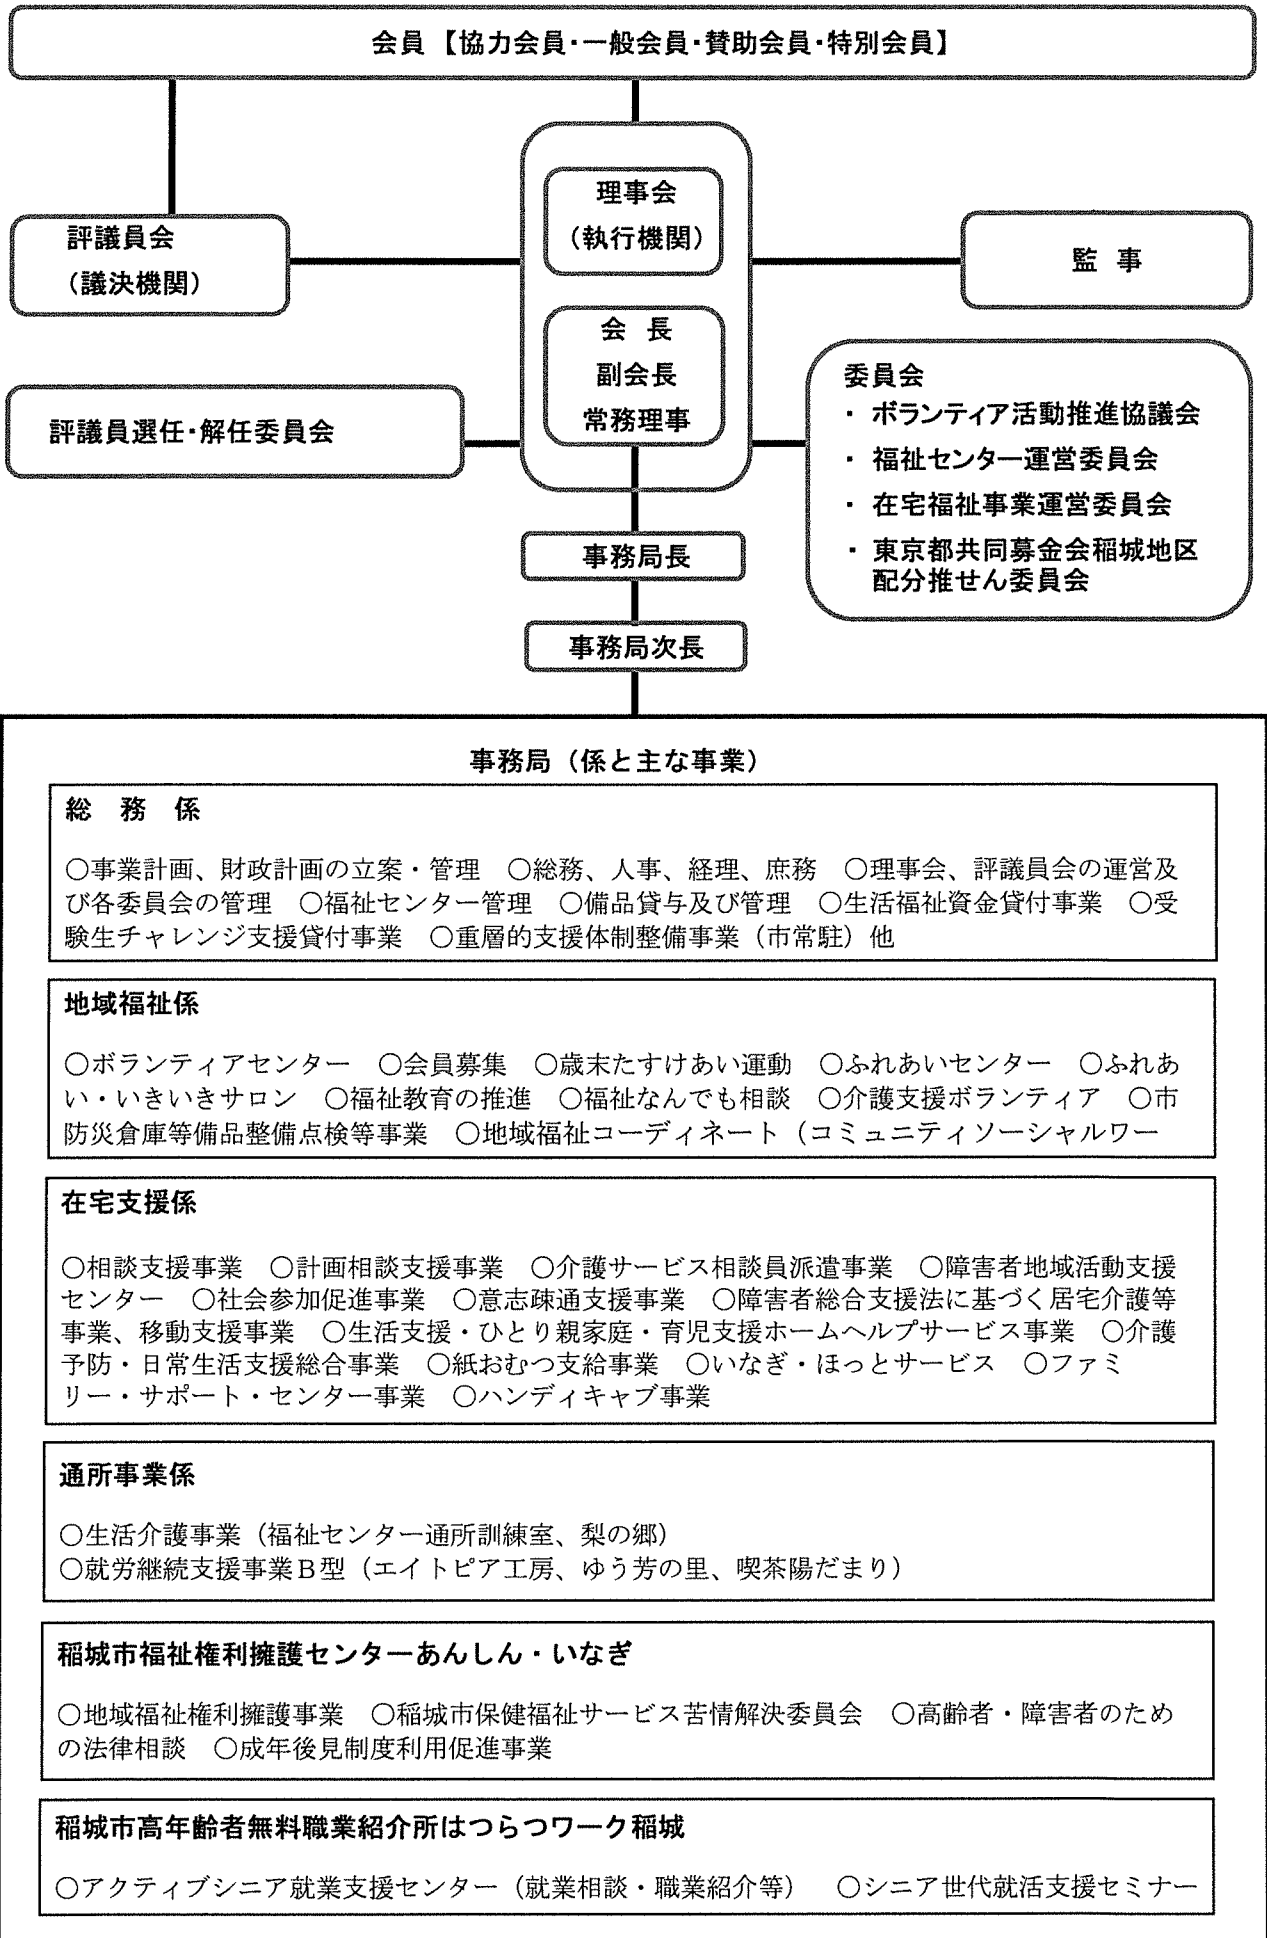 会員【協力会員・一般会員・賛助会員・特別会員】
理事会
(執行機関)
評議員会
(議決機関)
監　事
会　長
副会長
常務理事
評議員選任・解任委員会
委員会
・ ボランティア活動推進協議会
・ 福祉センター運営委員会
・ 在宅福祉事業運営委員会
・ 東京都共同募金会稲城地区
配分推せん委員会
事務局長
事務局次長
事務局（係と主な事業）
総　務　係
○事業計画、財政計画の立案・管理　○総務、人事、経理、庶務　○理事会、評議員会の運営及
び各委員会の管理　○福祉センター管理　○備品貸与及び管理　○生活福祉資金貸付事業　○受
験生チャレンジ支援貸付事業　○重層的支援体制整備事業（市常駐）他
地域福祉係
○ボランティアセンター　○会員募集　○歳末たすけあい運動　○ふれあいセンター　○ふれあ
い・いきいきサロン　○福祉教育の推進　○福祉なんでも相談　○介護支援ボランティア　○市
防災倉庫等備品整備点検等事業　○地域福祉コーディネート（コミュニティソーシャルワー
在宅支援係
○相談支援事業　○計画相談支援事業　○介護サービス相談員派遣事業　○障害者地域活動支援
センター　○社会参加促進事業　○意志疎通支援事業　○障害者総合支援法に基づく居宅介護等
事業、移動支援事業　○生活支援・ひとり親家庭・育児支援ホームヘルプサービス事業　○介護
予防・日常生活支援総合事業　○紙おむつ支給事業　○いなぎ・ほっとサービス　○ファミ
リー・サポート・センター事業　○ハンディキャブ事業
通所事業係
○生活介護事業（福祉センター通所訓練室、梨の郷）
○就労継続支援事業Ｂ型（エイトピア工房、ゆう芳の里、喫茶陽だまり）
稲城市福祉権利擁護センターあんしん・いなぎ
○地域福祉権利擁護事業　○稲城市保健福祉サービス苦情解決委員会　○高齢者・障害者のため
の法律相談　○成年後見制度利用促進事業
稲城市高年齢者無料職業紹介所はつらつワーク稲城
○アクティブシニア就業支援センター（就業相談・職業紹介等）　○シニア世代就活支援セミナー